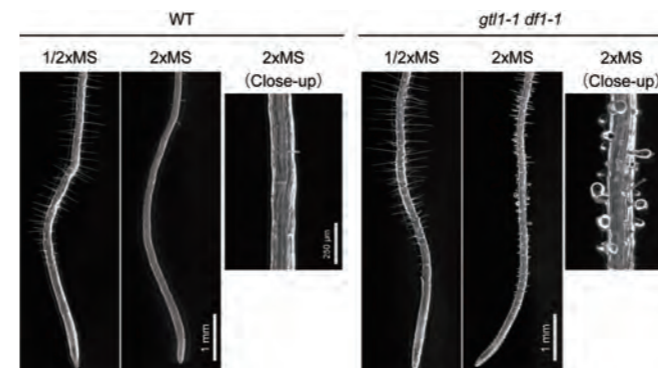 WT
gtl1-1 df1-1
1/2xMS
2xMS
2xMS
(Close-up)
1/2xMS
2xMS
2xMS
(Close-up)
250 μm
1 mm
1 mm